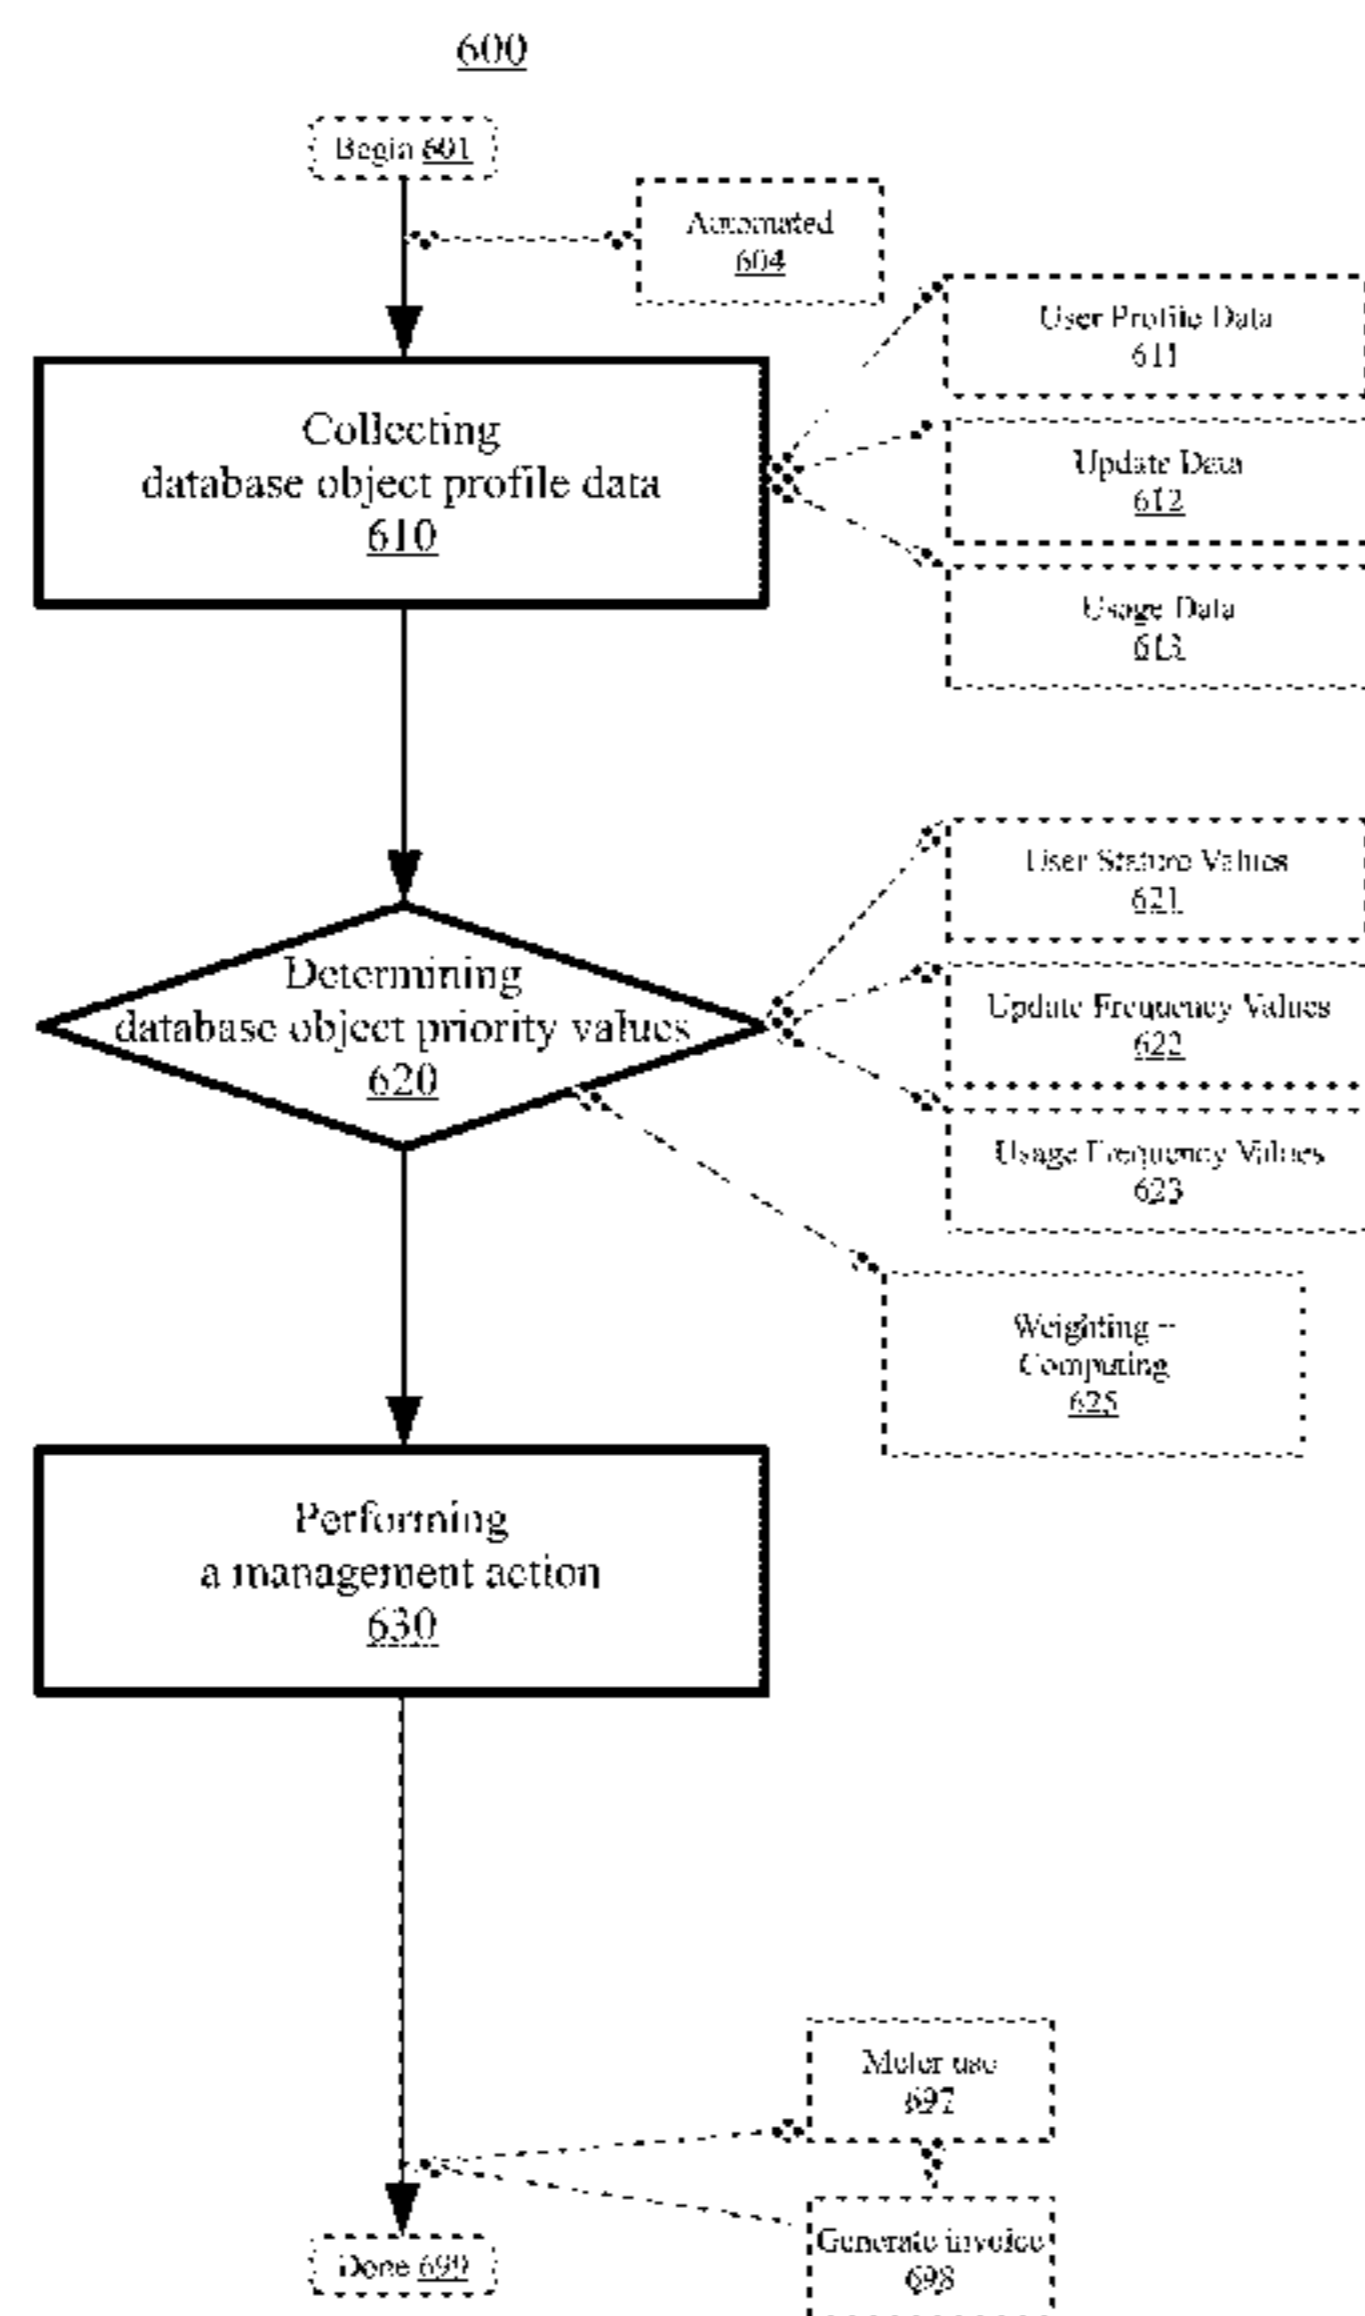 600
Begin 601
Automated
604
Collecting
database object profile data
610
User Profile Data
611
Update Data
612
Usage Data
613
Determining
database object priority values
620
User Stature Values
621
Update Frequency Values
622
Usage Frequency Values
623
Weighting –
Computing
625
Performing
a management action
630
Meter use
697
Generate invoice
698
Done 699